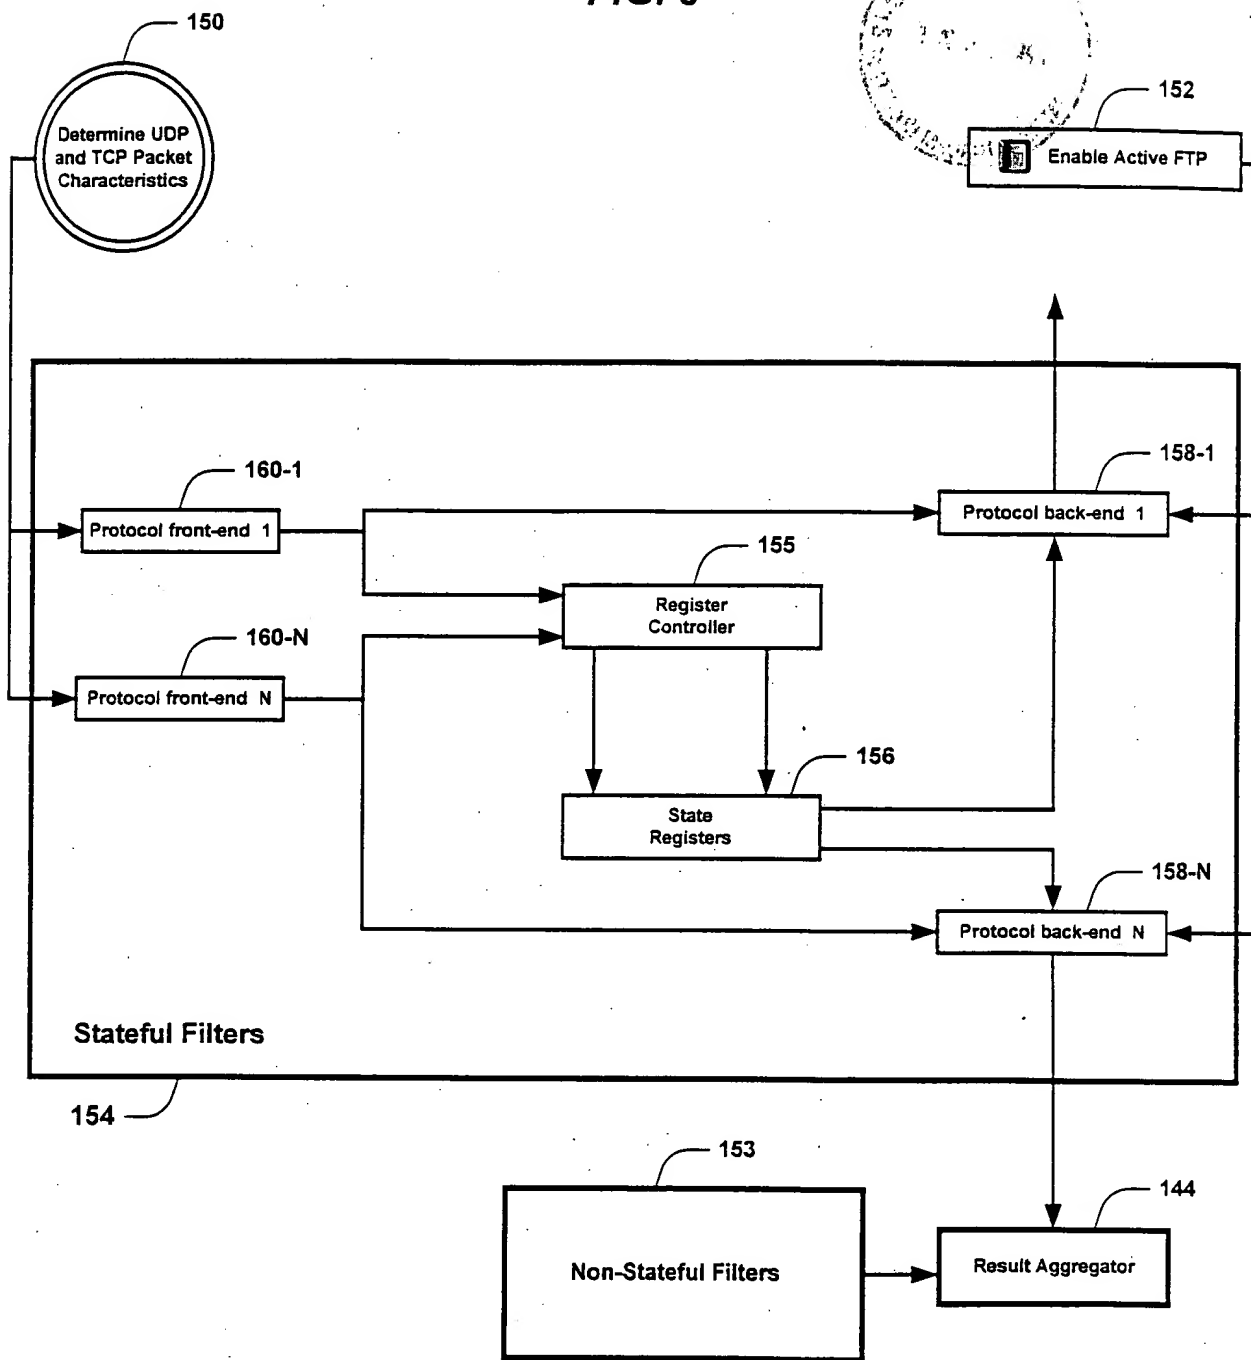 150
Determine UDP
and TCP Packet
Characteristics
152
Enable Active FTP
160-1
Protocol front-end 1
158-1
Protocol back-end 1
155
Register
Controller
160-N
Protocol front-end N
156
State
Registers
158-N
Protocol back-end N
Stateful Filters
154
153
Non-Stateful Filters
144
Result Aggregator